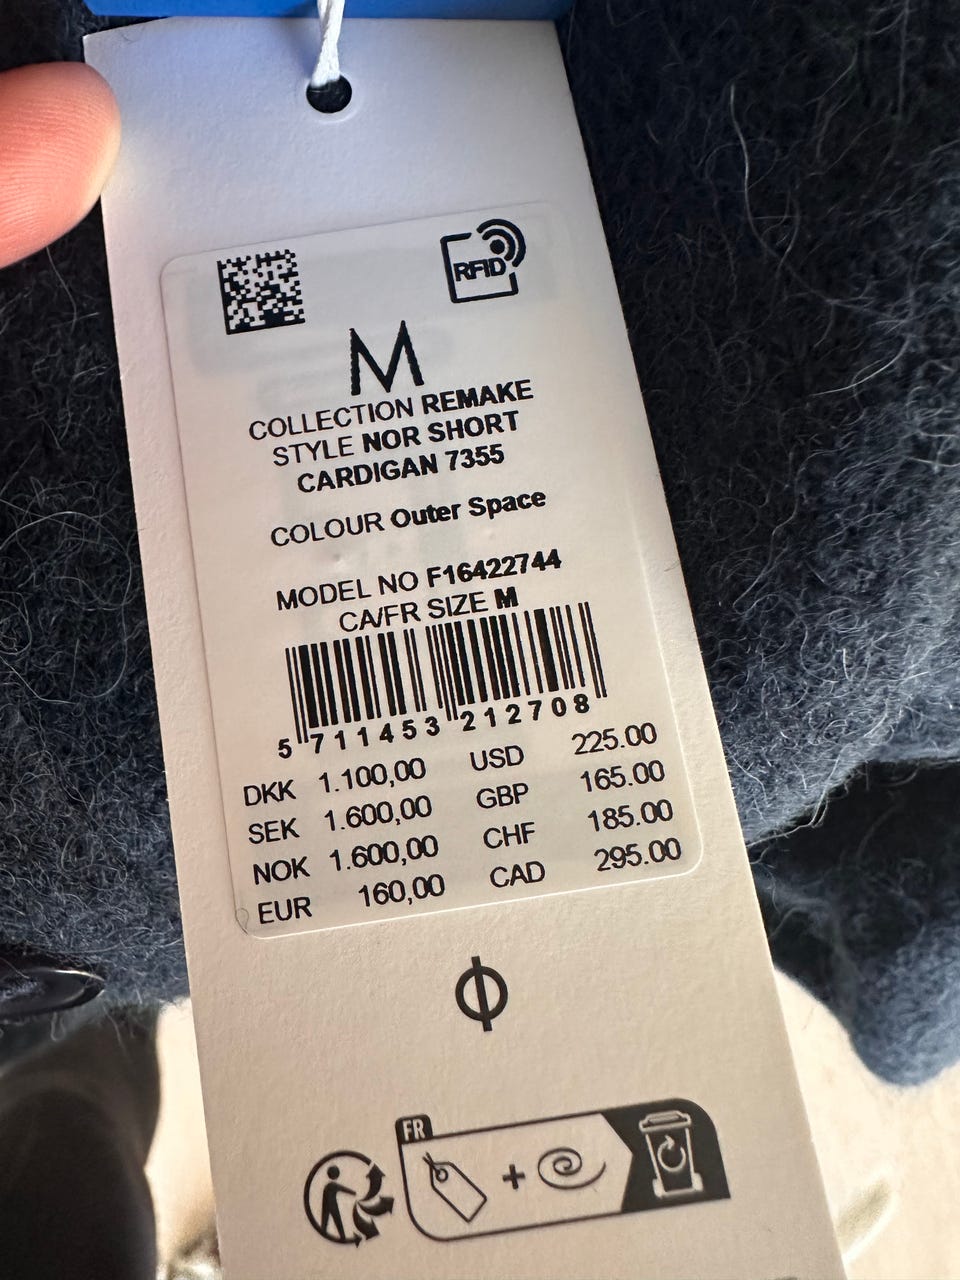 RFID
M
COLLECTION REMAKE
STYLE NOR SHORT
CARDIGAN 7355
COLOUR Outer Space
MODEL NO F16422744
CA/FR SIZE M
5 711453 212708
DKK 1.100,00 USD 225.00
SEK 1.600,00 GBP 165.00
NOK 1.600,00 CHF 185.00
EUR 160,00 CAD 295.00
FR